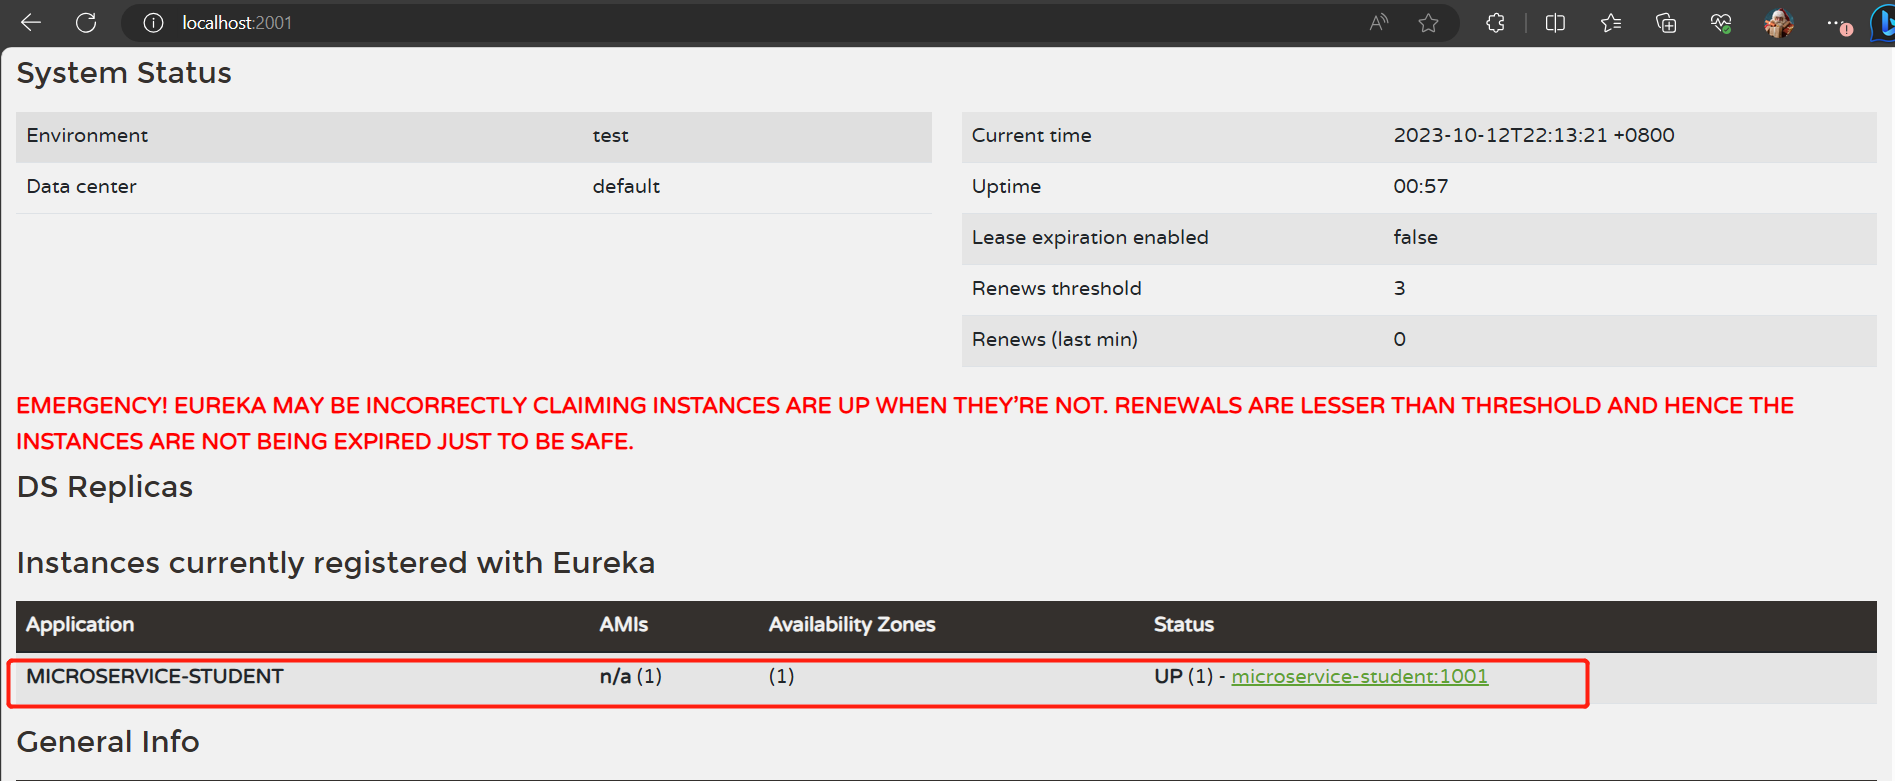 localhost:2001
System Status
Environment test
Data center default
Current time 2023-10-12T22:13:21 +0800
Uptime 00:57
Lease expiration enabled false
Renews threshold 3
Renews (last min) 0
EMERGENCY! EUREKA MAY BE INCORRECTLY CLAIMING INSTANCES ARE UP WHEN THEY’RE NOT. RENEWALS ARE LESSER THAN THRESHOLD AND HENCE THE
INSTANCES ARE NOT BEING EXPIRED JUST TO BE SAFE.
DS Replicas
Instances currently registered with Eureka
Application AMIs Availability Zones Status
MICROSERVICE-STUDENT n/a (1) (1) UP (1) - microservice-student:1001
General Info